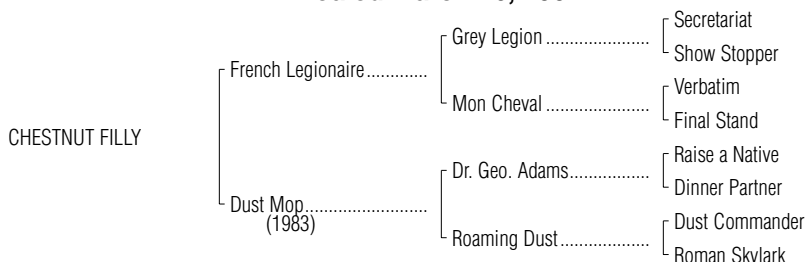 Secretariat
Grey Legion
Show Stopper
French Legionaire
Verbatim
Mon Cheval
Final Stand
CHESTNUT FILLY
Raise a Native
Dr. Geo. Adams
Dinner Partner
Dust Mop
(1983)
Dust Commander
Roaming Dust
Roman Skylark